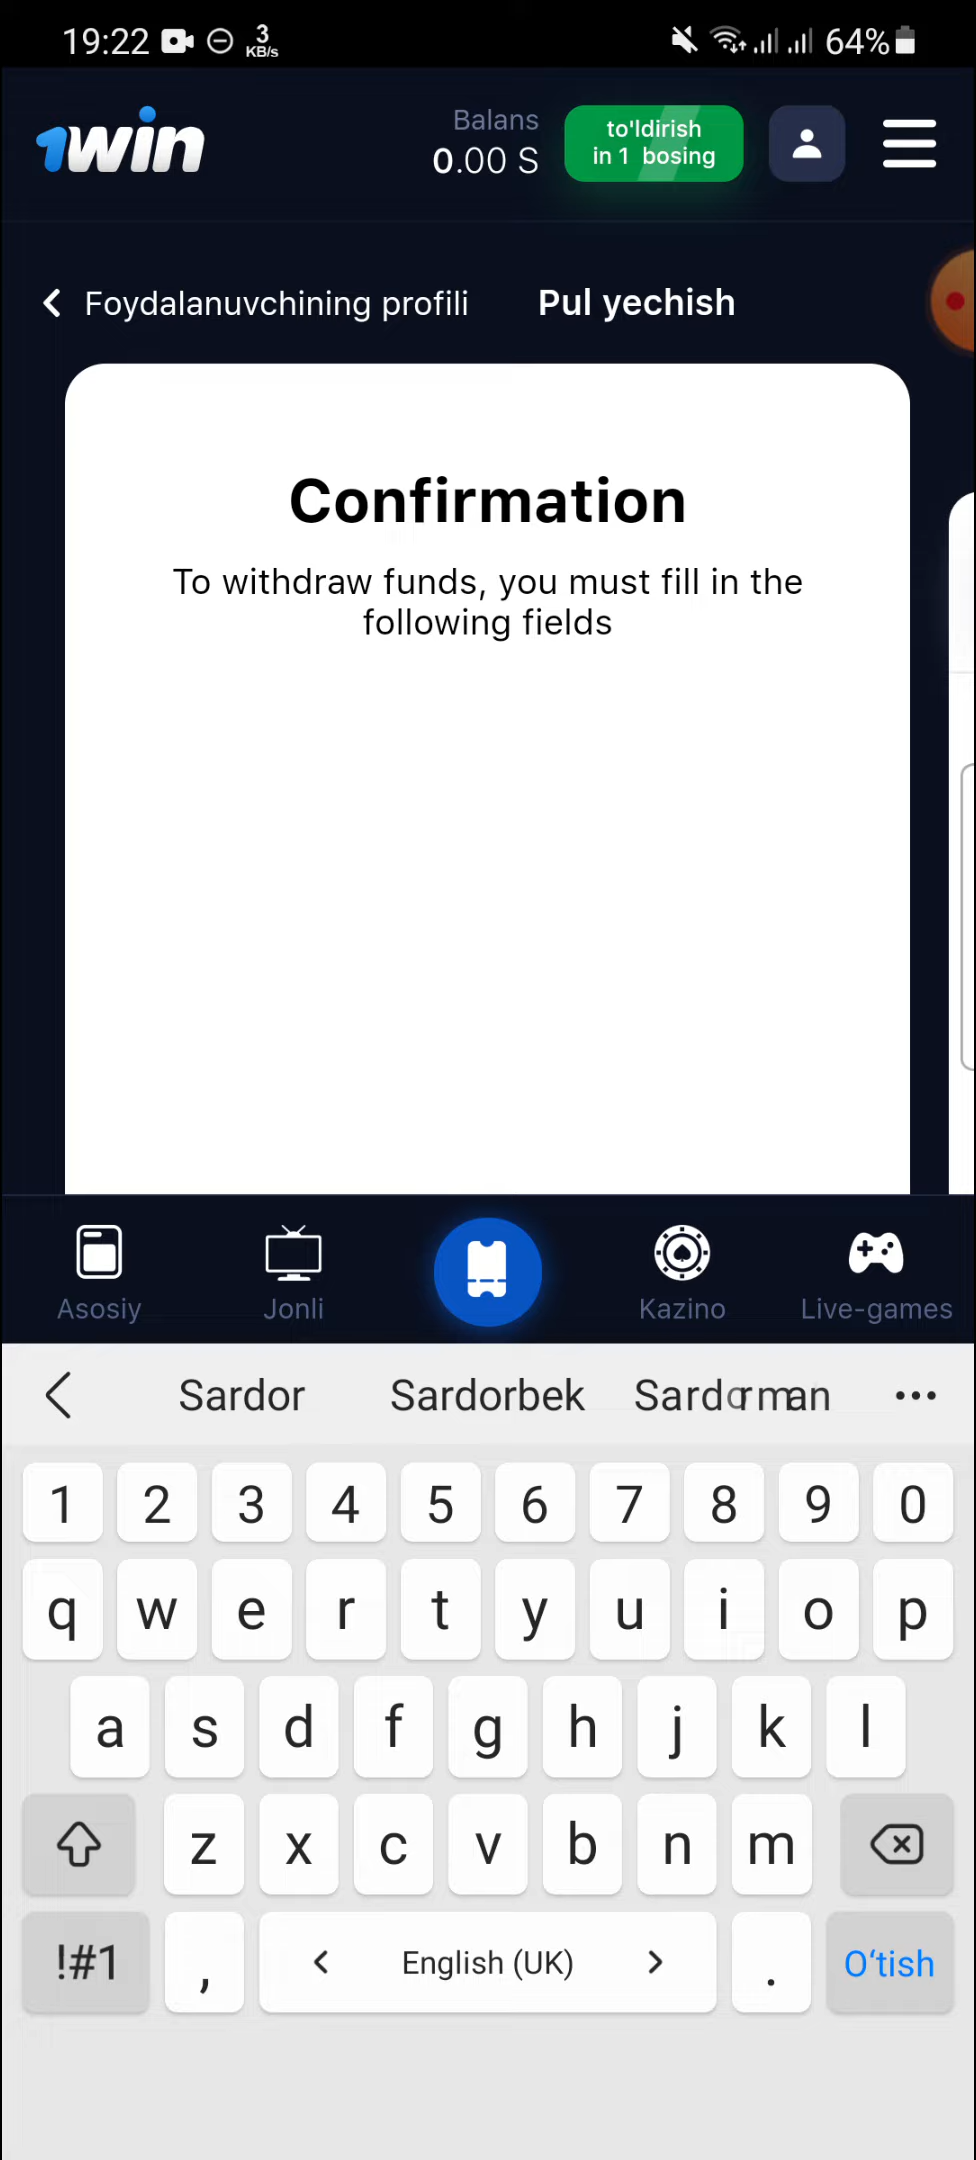 19:22 3 KB/s 64%
1win
Balans
0.00 S
to'ldirish
in 1 bosing
Foydalanuvchining profili Pul yechish
Confirmation
To withdraw funds, you must fill in the
following fields
Asosiy Jonli Kazino Live-games
Sardor Sardorbek Sardorman
1 2 3 4 5 6 7 8 9 0
q w e r t y u i o p
a s d f g h j k l
z x c v b n m
!#1 , < English (UK) > . O‘tish